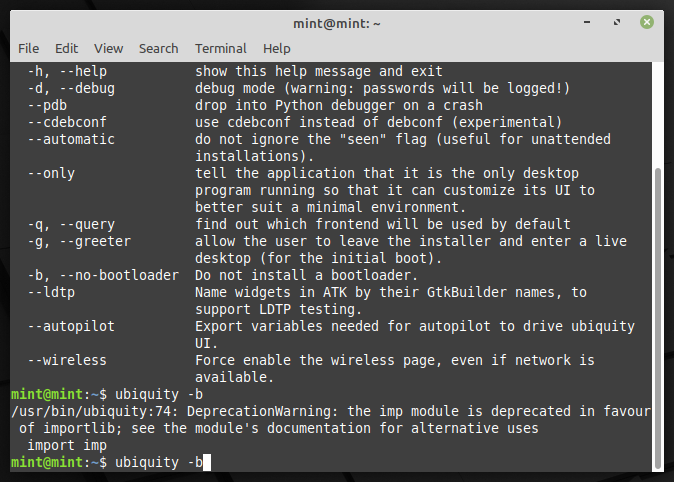 mint@mint: ~
File Edit View Search Terminal Help
-h, --help show this help message and exit
-d, --debug debug mode (warning: passwords will be logged!)
--pdb drop into Python debugger on a crash
--cdebconf use cdebconf instead of debconf (experimental)
--automatic do not ignore the "seen" flag (useful for unattended
installations).
--only tell the application that it is the only desktop
program running so that it can customize its UI to
better suit a minimal environment.
-q, --query find out which frontend will be used by default
-g, --greeter allow the user to leave the installer and enter a live
desktop (for the initial boot).
-b, --no-bootloader Do not install a bootloader.
--ldtp Name widgets in ATK by their GtkBuilder names, to
support LDTP testing.
--autopilot Export variables needed for autopilot to drive ubiquity
UI.
--wireless Force enable the wireless page, even if network is
available.
mint@mint:~$ ubiquity -b
/usr/bin/ubiquity:74: DeprecationWarning: the imp module is deprecated in favour
of importlib; see the module's documentation for alternative uses
import imp
mint@mint:~$ ubiquity -b